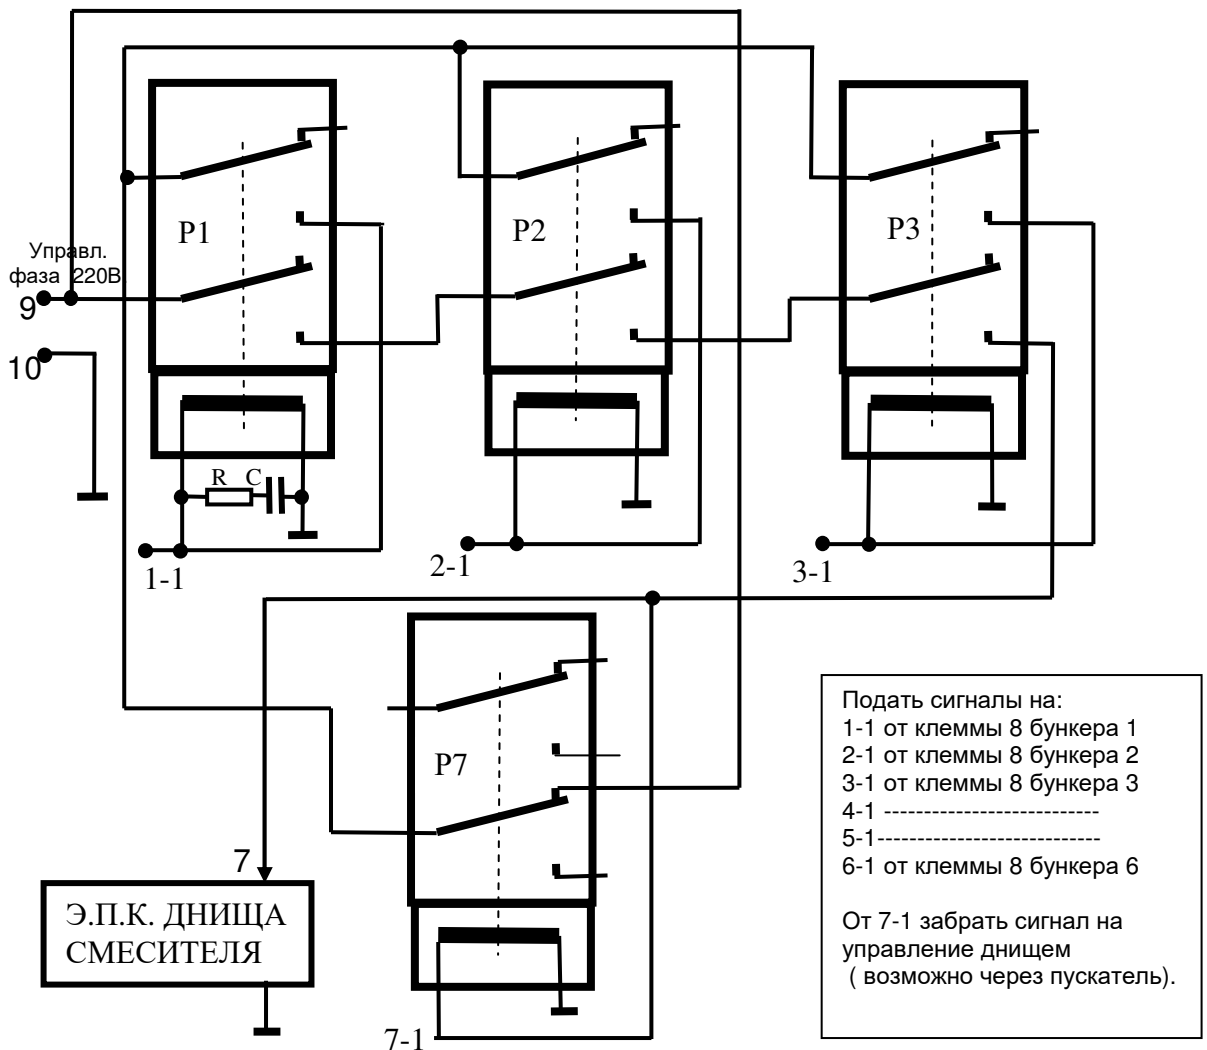 P1
P2
P3
Управл.
фаза 220В
9
10
R C
1-1
2-1
3-1
P7
7
Э.П.К. ДНИЩА
СМЕСИТЕЛЯ
7-1
Подать сигналы на:
1-1 от клеммы 8 бункера 1
2-1 от клеммы 8 бункера 2
3-1 от клеммы 8 бункера 3
4-1 ---------------------------
5-1----------------------------
6-1 от клеммы 8 бункера 6
От 7-1 забрать сигнал на
управление днищем
( возможно через пускатель).